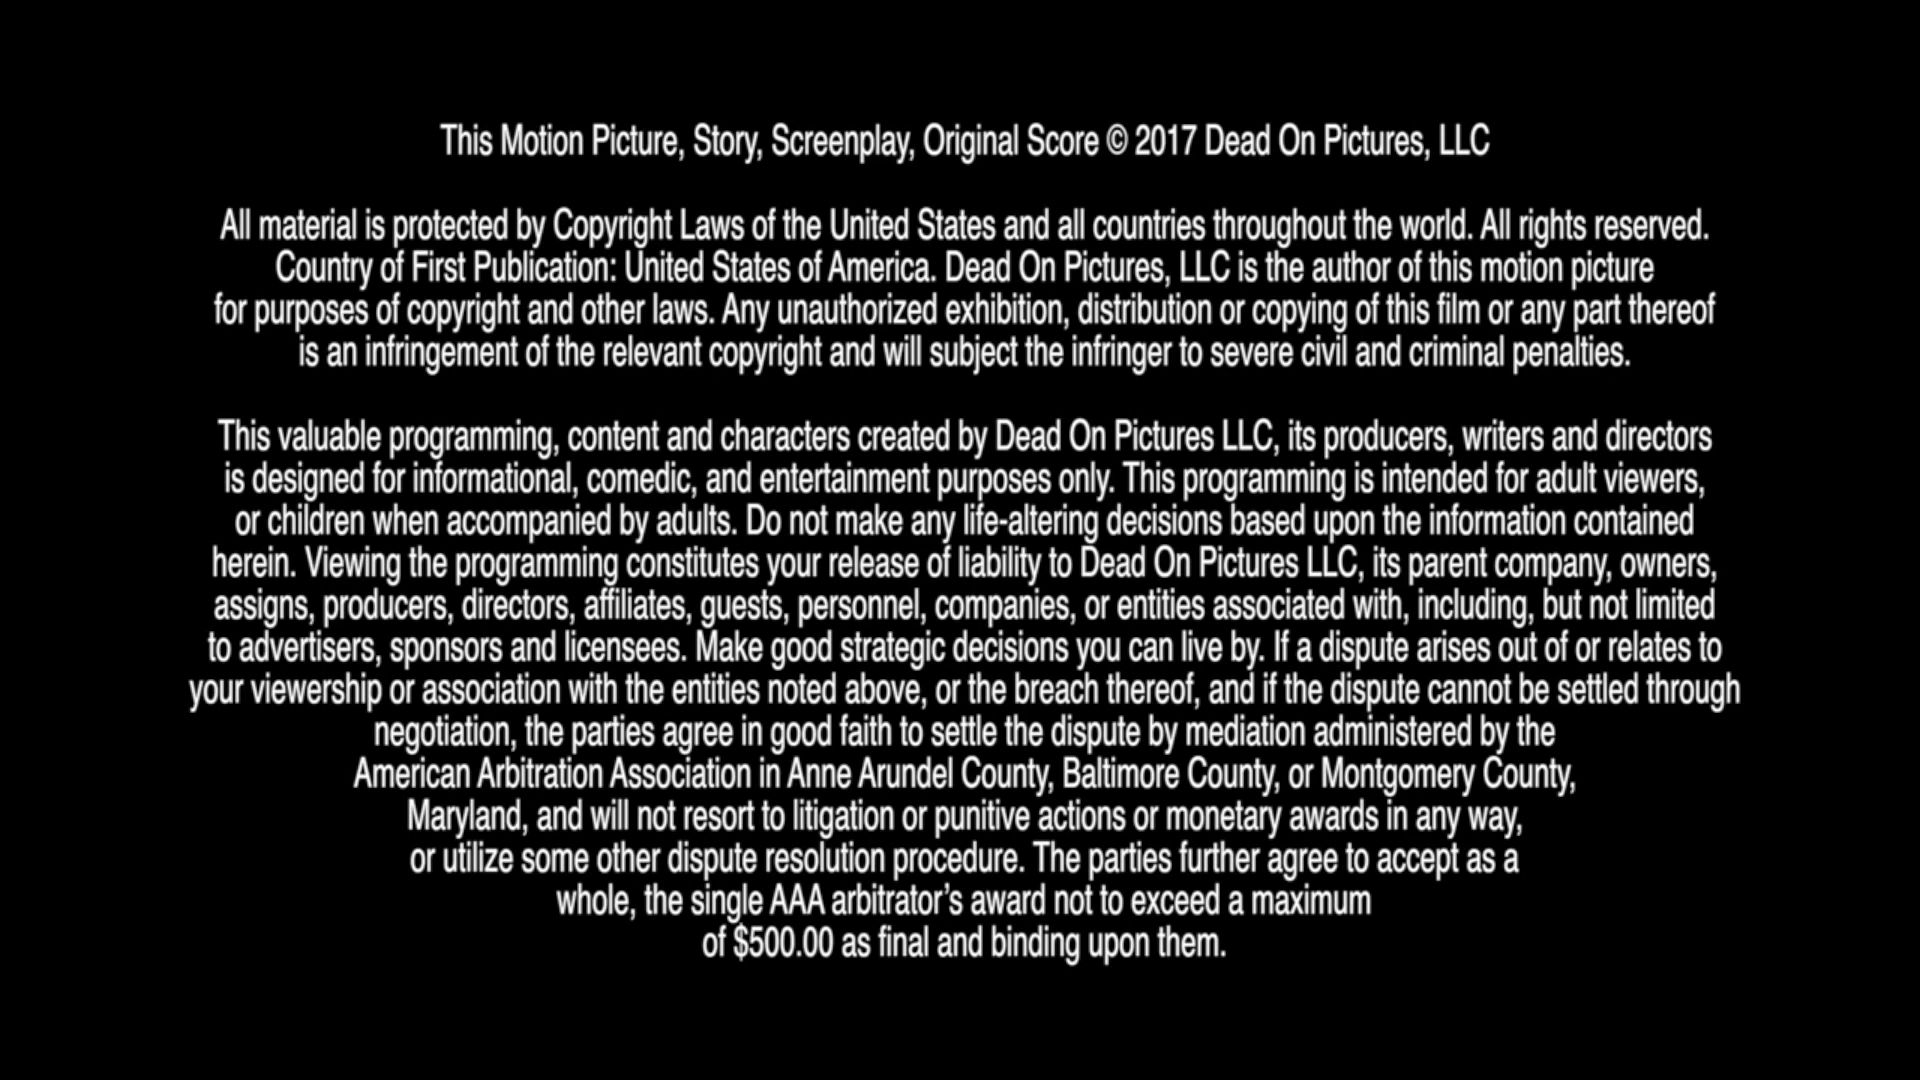 This Motion Picture, Story, Screenplay, Original Score © 2017 Dead On Pictures, LLC
All material is protected by Copyright Laws of the United States and all countries throughout the world. All rights reserved.
Country of First Publication: United States of America. Dead On Pictures, LLC is the author of this motion picture
for purposes of copyright and other laws. Any unauthorized exhibition, distribution or copying of this film or any part thereof
is an infringement of the relevant copyright and will subject the infringer to severe civil and criminal penalties.
This valuable programming, content and characters created by Dead On Pictures LLC, its producers, writers and directors
is designed for informational, comedic, and entertainment purposes only. This programming is intended for adult viewers,
or children when accompanied by adults. Do not make any life-altering decisions based upon the information contained
herein. Viewing the programming constitutes your release of liability to Dead On Pictures LLC, its parent company, owners,
assigns, producers, directors, affiliates, guests, personnel, companies, or entities associated with, including, but not limited
to advertisers, sponsors and licensees. Make good strategic decisions you can live by. If a dispute arises out of or relates to
your viewership or association with the entities noted above, or the breach thereof, and if the dispute cannot be settled through
negotiation, the parties agree in good faith to settle the dispute by mediation administered by the
American Arbitration Association in Anne Arundel County, Baltimore County, or Montgomery County,
Maryland, and will not resort to litigation or punitive actions or monetary awards in any way,
or utilize some other dispute resolution procedure. The parties further agree to accept as a
whole, the single AAA arbitrator’s award not to exceed a maximum
of $500.00 as final and binding upon them.